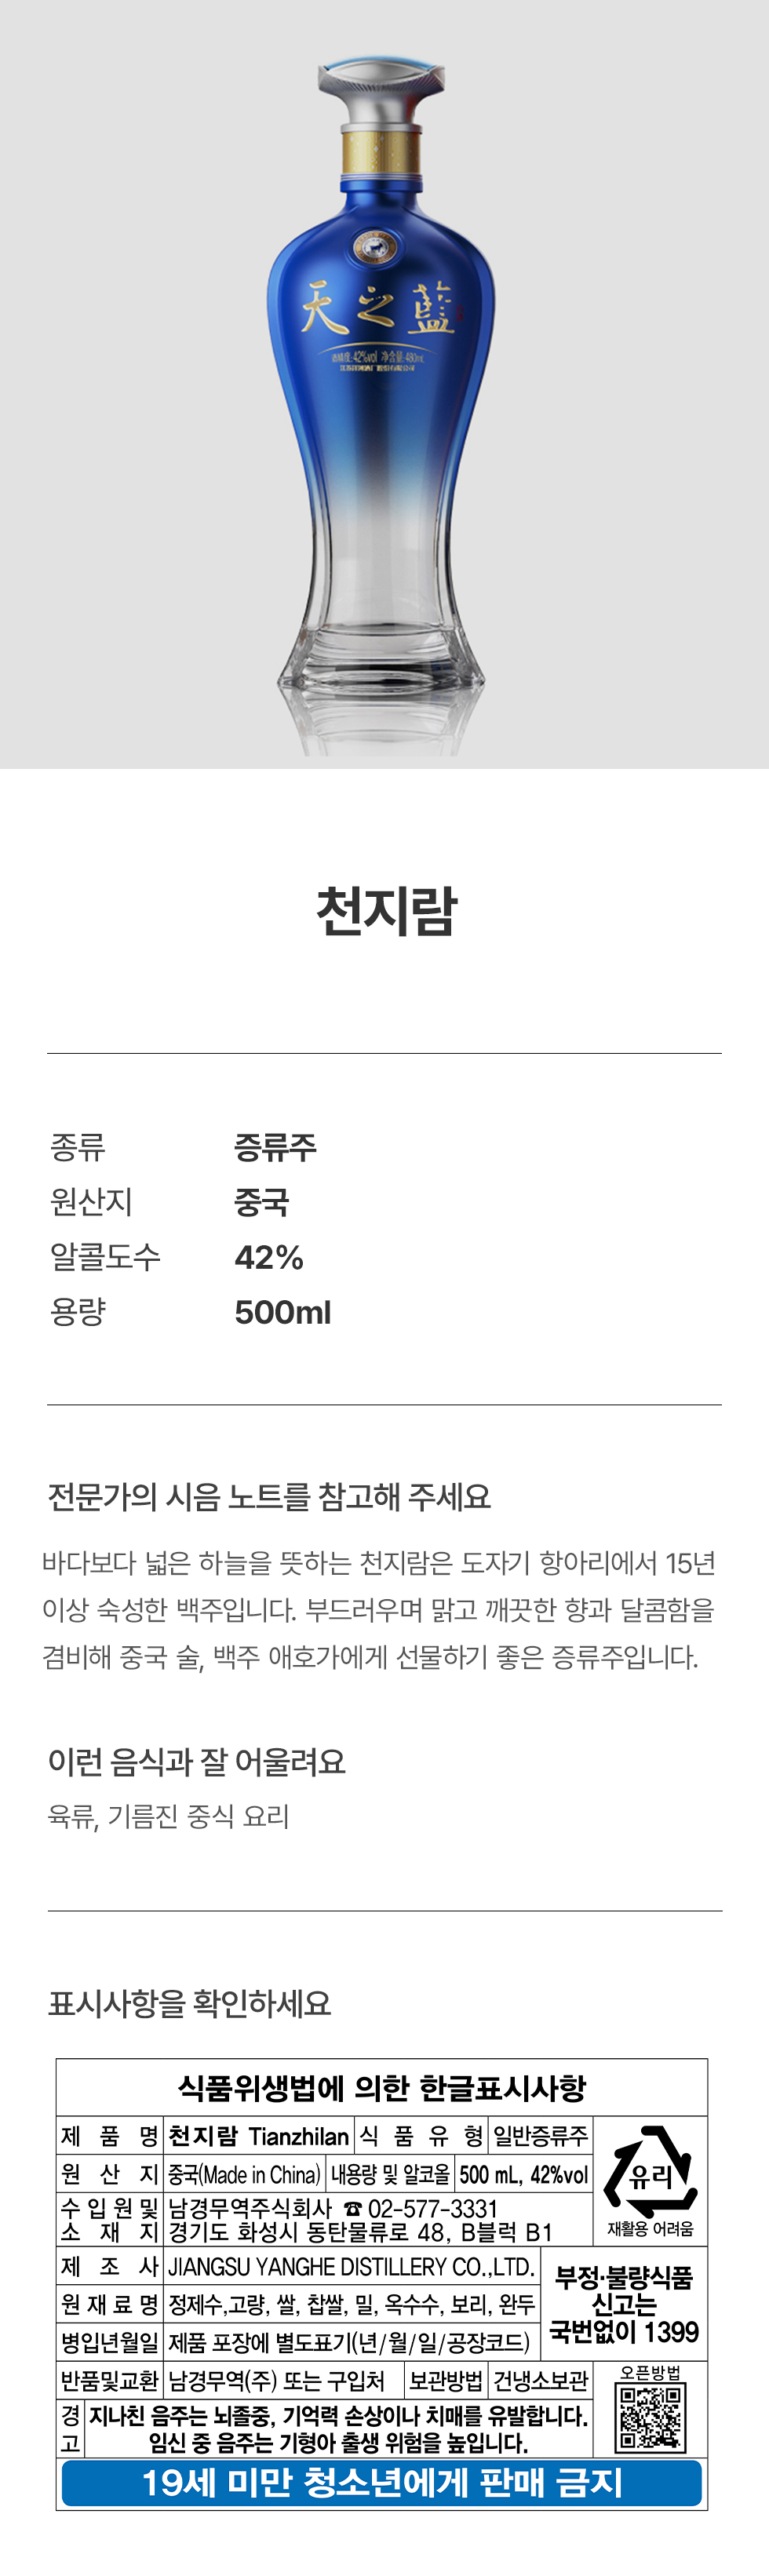 天之藍
酒精度:42%vol 净含量:480mL
천지람
종류 증류주
원산지 중국
알콜도수 42%
용량 500ml
전문가의 시음 노트를 참고해 주세요
바다보다 넓은 하늘을 뜻하는 천지람은 도자기 항아리에서 15년
이상 숙성한 백주입니다. 부드러우며 맑고 깨끗한 향과 달콤함을
겸비해 중국 술, 백주 애호가에게 선물하기 좋은 증류주입니다.
이런 음식과 잘 어울려요
육류, 기름진 중식 요리
표시사항을 확인하세요
식품위생법에 의한 한글표시사항
제 품 명 천지람 Tianzhilan 식 품 유 형 일반증류주
원 산 지 중국(Made in China) 내용량 및 알코올 500 mL, 42%vol
유리
재활용 어려움
수 입 원 및 남경무역주식회사 ☎ 02-577-3331
소 재 지 경기도 화성시 동탄물류로 48, B블럭 B1
제 조 사 JIANGSU YANGHE DISTILLERY CO.,LTD.
원 재 료 명 정제수,고량, 쌀, 찹쌀, 밀, 옥수수, 보리, 완두
병입년월일 제품 포장에 별도표기(년/월/일/공장코드)
부정·불량식품
신고는
국번없이 1399
반품및교환 남경무역(주) 또는 구입처 보관방법 건냉소보관
오픈방법
경고 지나친 음주는 뇌졸중, 기억력 손상이나 치매를 유발합니다.
임신 중 음주는 기형아 출생 위험을 높입니다.
19세 미만 청소년에게 판매 금지